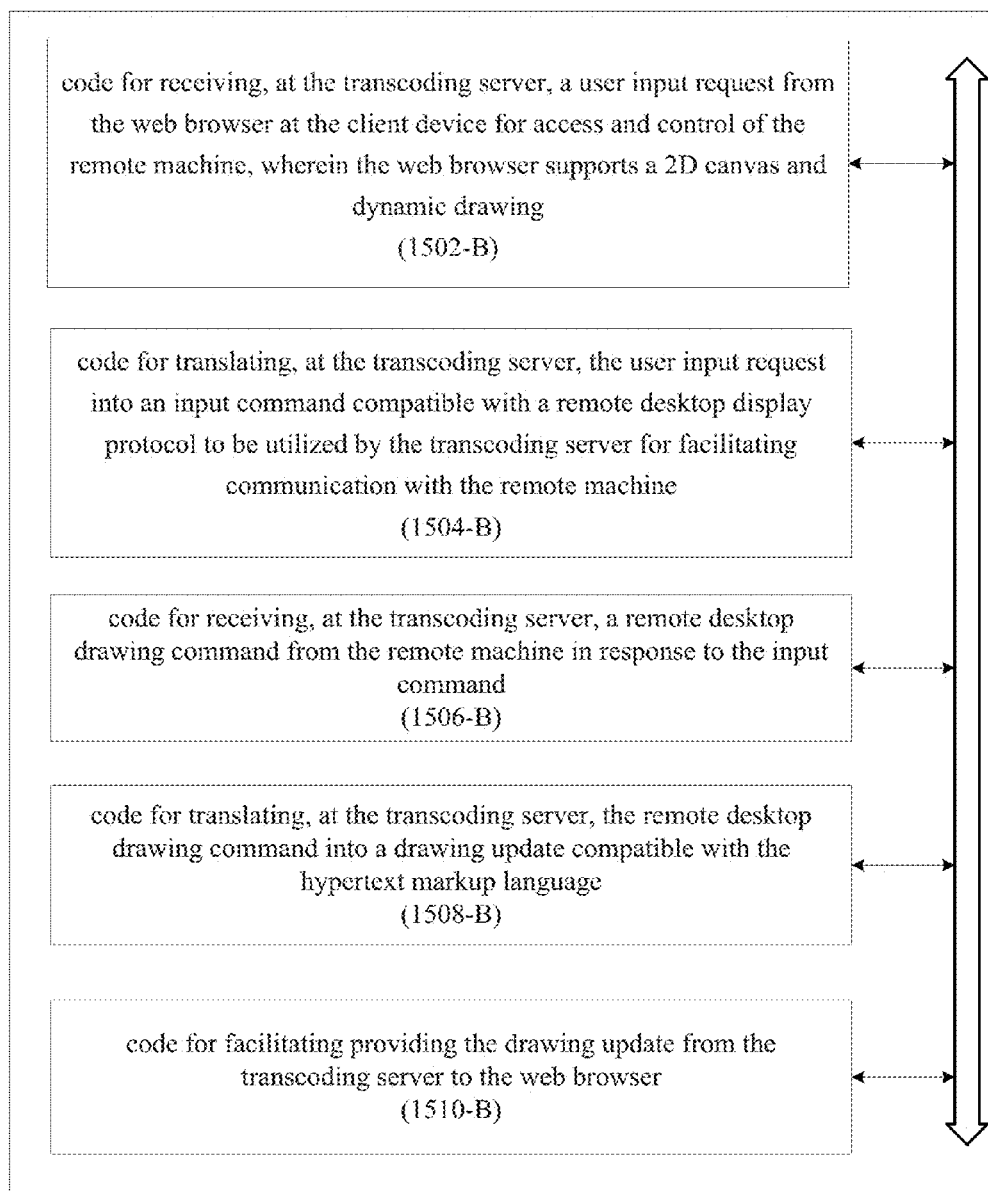 code for receiving, at the transcoding server, a user input request from
the web browser at the client device for access and control of the
remote machine, wherein the web browser supports a 2D canvas and
dynamic drawing
(1502-B)
code for translating, at the transcoding server, the user input request
into an input command compatible with a remote desktop display
protocol to be utilized by the transcoding server for facilitating
communication with the remote machine
(1504-B)
code for receiving, at the transcoding server, a remote desktop
drawing command from the remote machine in response to the input
command
(1506-B)
code for translating, at the transcoding server, the remote desktop
drawing command into a drawing update compatible with the
hypertext markup language
(1508-B)
code for facilitating providing the drawing update from the
transcoding server to the web browser
(1510-B)